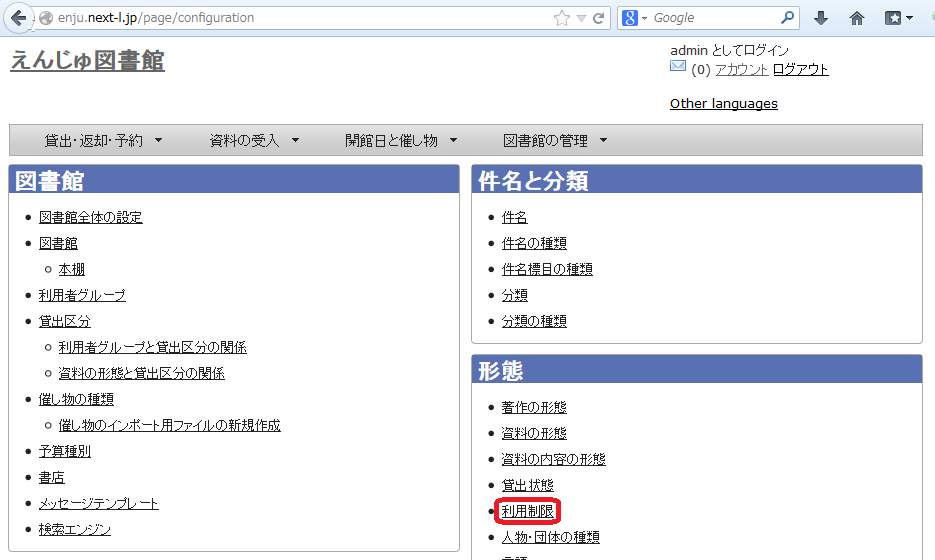 enju.next-l.jp/page/configuration
Google
えんじゅ図書館
admin としてログイン
(0) アカウント ログアウト
Other languages
貸出・返却・予約 資料の受入 開館日と催し物 図書館の管理
図書館
図書館全体の設定
図書館
本棚
利用者グループ
貸出区分
利用者グループと貸出区分の関係
資料の形態と貸出区分の関係
催し物の種類
催し物のインポート用ファイルの新規作成
予算種別
書店
メッセージテンプレート
検索エンジン
件名と分類
件名
件名の種類
件名標目の種類
分類
分類の種類
形態
著作の形態
資料の形態
資料の内容の形態
貸出状態
利用制限
人物・団体の種類